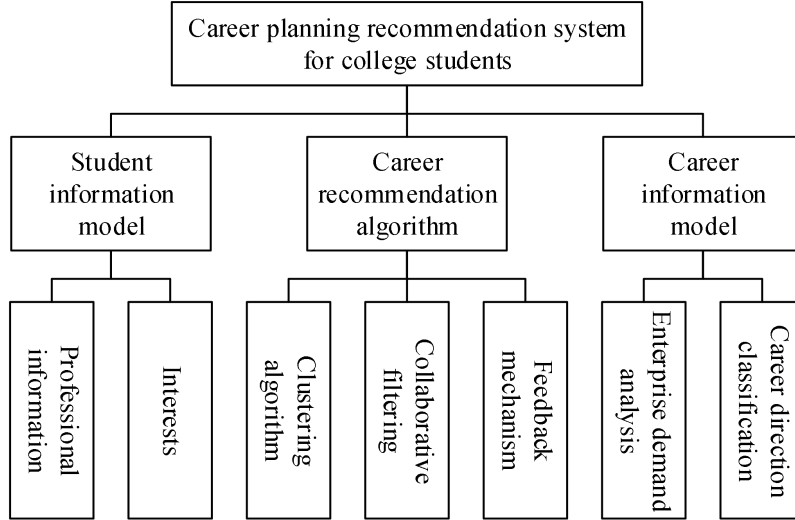 Career planning recommendation system
for college students
Student
information
model
Career
recommendation
algorithm
Career
information
model
Professional
information
Interests
Clustering
algorithm
Collaborative
filtering
Feedback
mechanism
Enterprise demand
analysis
Career direction
classification